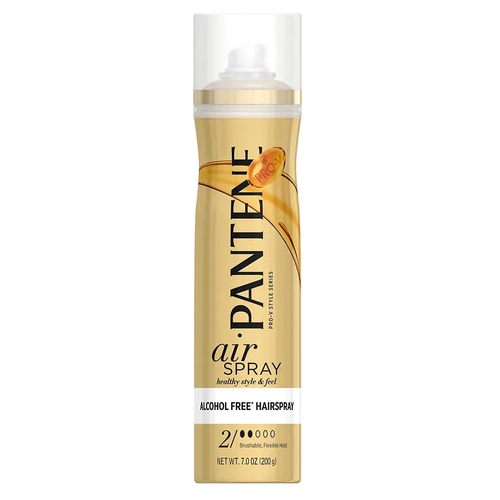 PRO-V
PANTENE
PRO-V STYLE SERIES
air
SPRAY
healthy style & feel
ALCOHOL FREE* HAIRSPRAY
2/
Brushable, Flexible Hold
NET WT. 7.0 OZ (200 g)